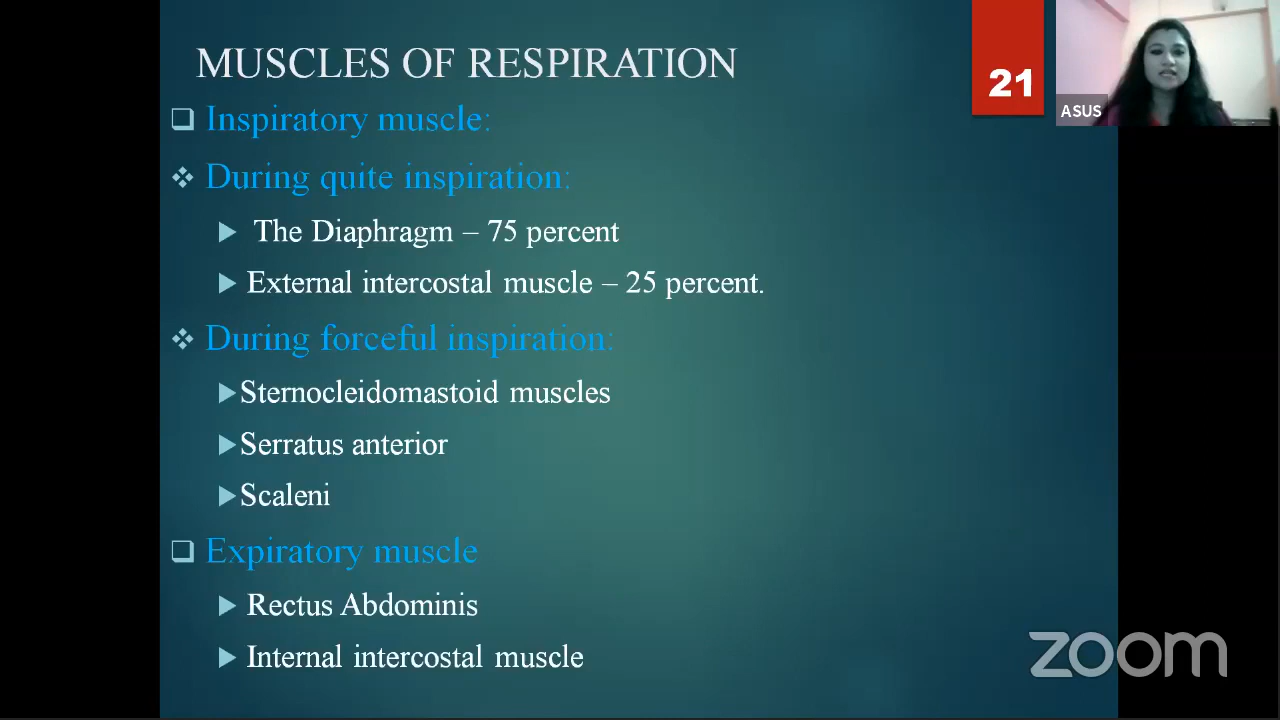 MUSCLES OF RESPIRATION
21
ASUS
Inspiratory muscle:
During quite inspiration:
The Diaphragm – 75 percent
External intercostal muscle – 25 percent.
During forceful inspiration:
Sternocleidomastoid muscles
Serratus anterior
Scaleni
Expiratory muscle
Rectus Abdominis
Internal intercostal muscle
zoom